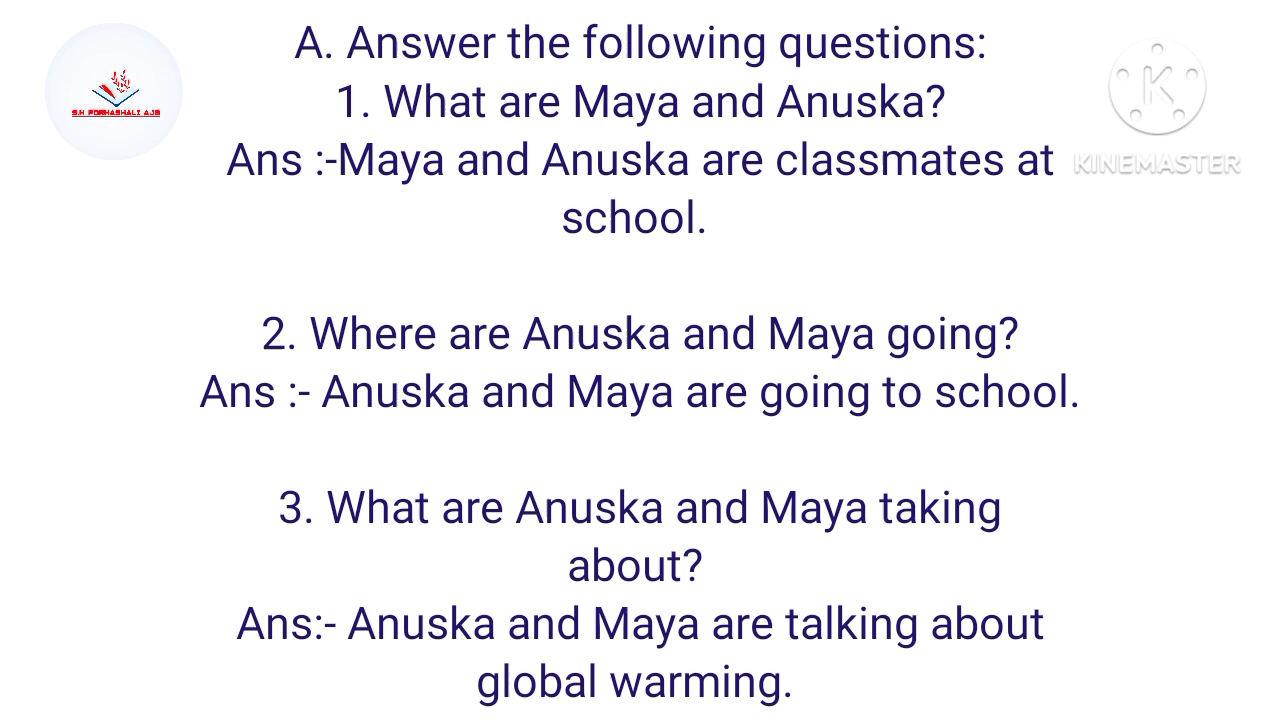 A. Answer the following questions:
1. What are Maya and Anuska?
Ans :-Maya and Anuska are classmates at
school.
2. Where are Anuska and Maya going?
Ans :- Anuska and Maya are going to school.
3. What are Anuska and Maya taking
about?
Ans:- Anuska and Maya are talking about
global warming.
S.H PORHASHALI AJB
K
KINEMASTER